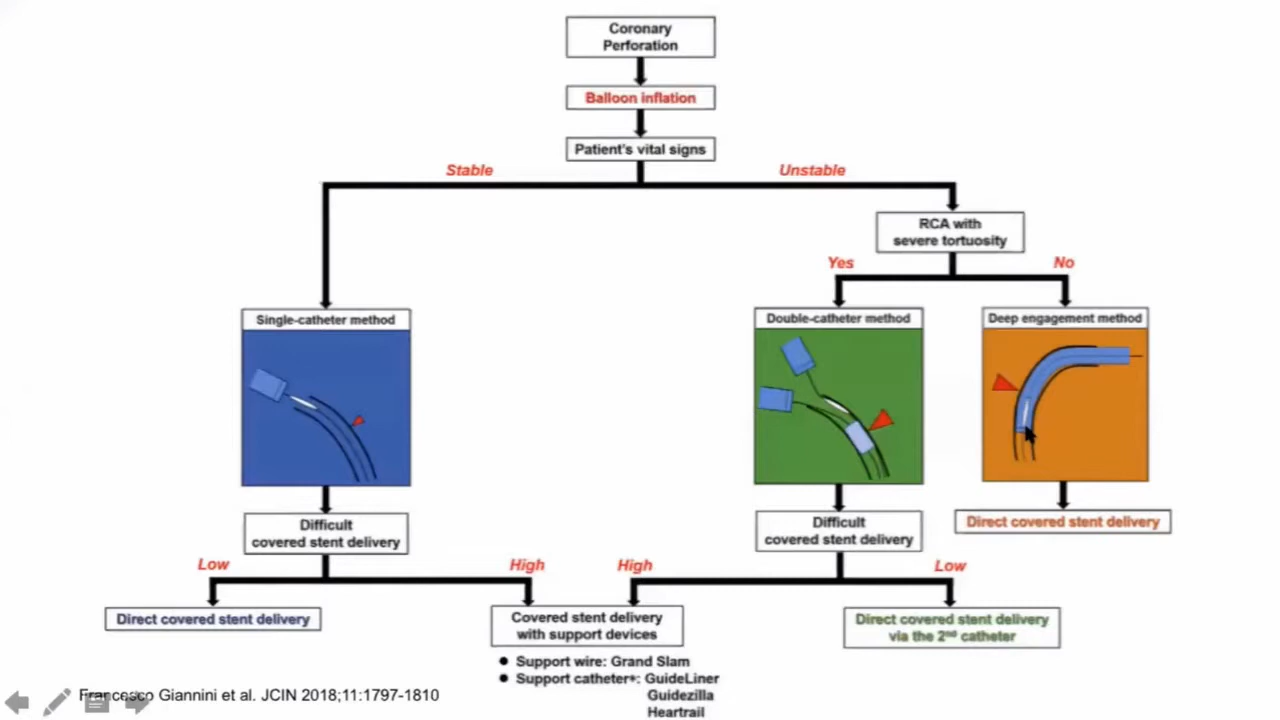 Coronary
Perforation
Balloon inflation
Patient's vital signs
Stable
Unstable
RCA with
severe tortuosity
Yes
No
Single-catheter method
Double-catheter method
Deep engagement method
Difficult
covered stent delivery
Difficult
covered stent delivery
Direct covered stent delivery
Low
High
High
Low
Direct covered stent delivery
Covered stent delivery
with support devices
Direct covered stent delivery
via the 2nd catheter
● Support wire: Grand Slam
● Support catheter+: GuideLiner
Guidezilla
Heartrail
Francesco Giannini et al. JCIN 2018;11:1797-1810